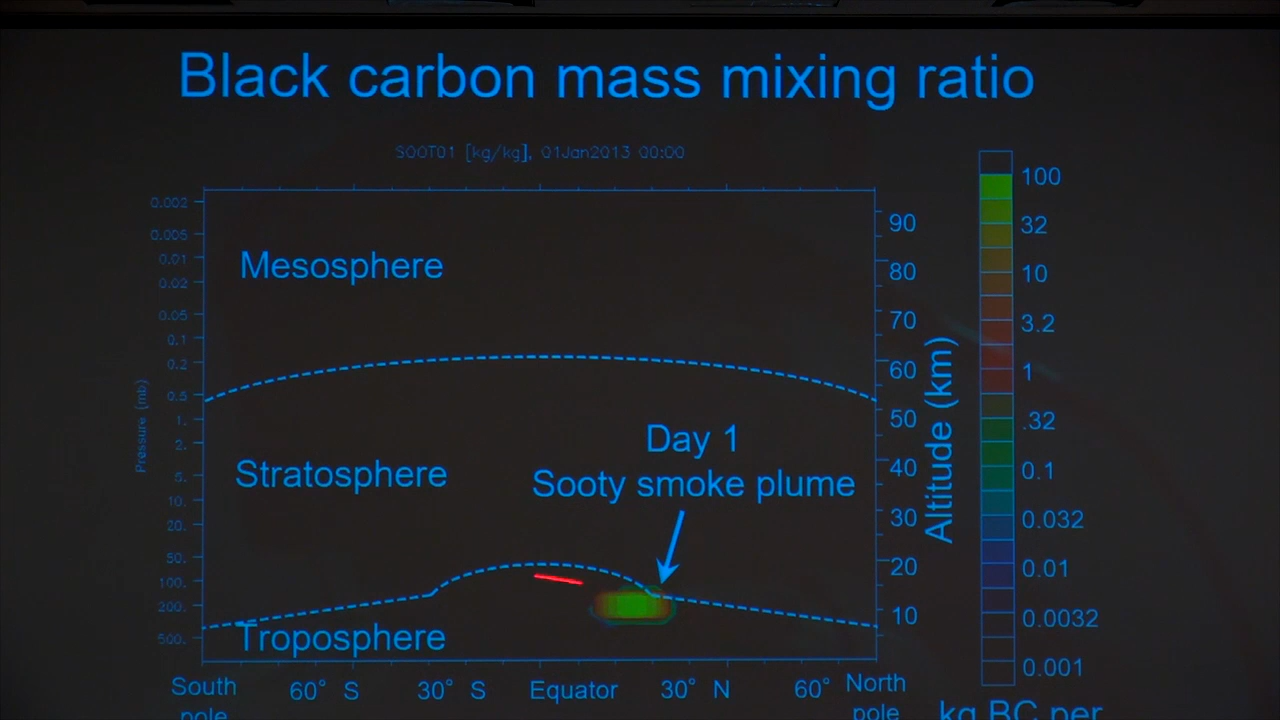 Black carbon mass mixing ratio
SOOT01 [kg/kg], 01Jan2013 00:00
0.002
0.005
0.01
0.02
0.05
0.1
0.2
0.5
1.
2.
5.
10.
20.
50.
100.
200.
500.
Pressure (mb)
Mesosphere
Stratosphere
Troposphere
Day 1
Sooty smoke plume
90
80
70
60
50
40
30
20
10
Altitude (km)
100
32
10
3.2
1
.32
0.1
0.032
0.01
0.0032
0.001
kg BC per
South
pole
60° S
30° S
Equator
30° N
60°
North
pole